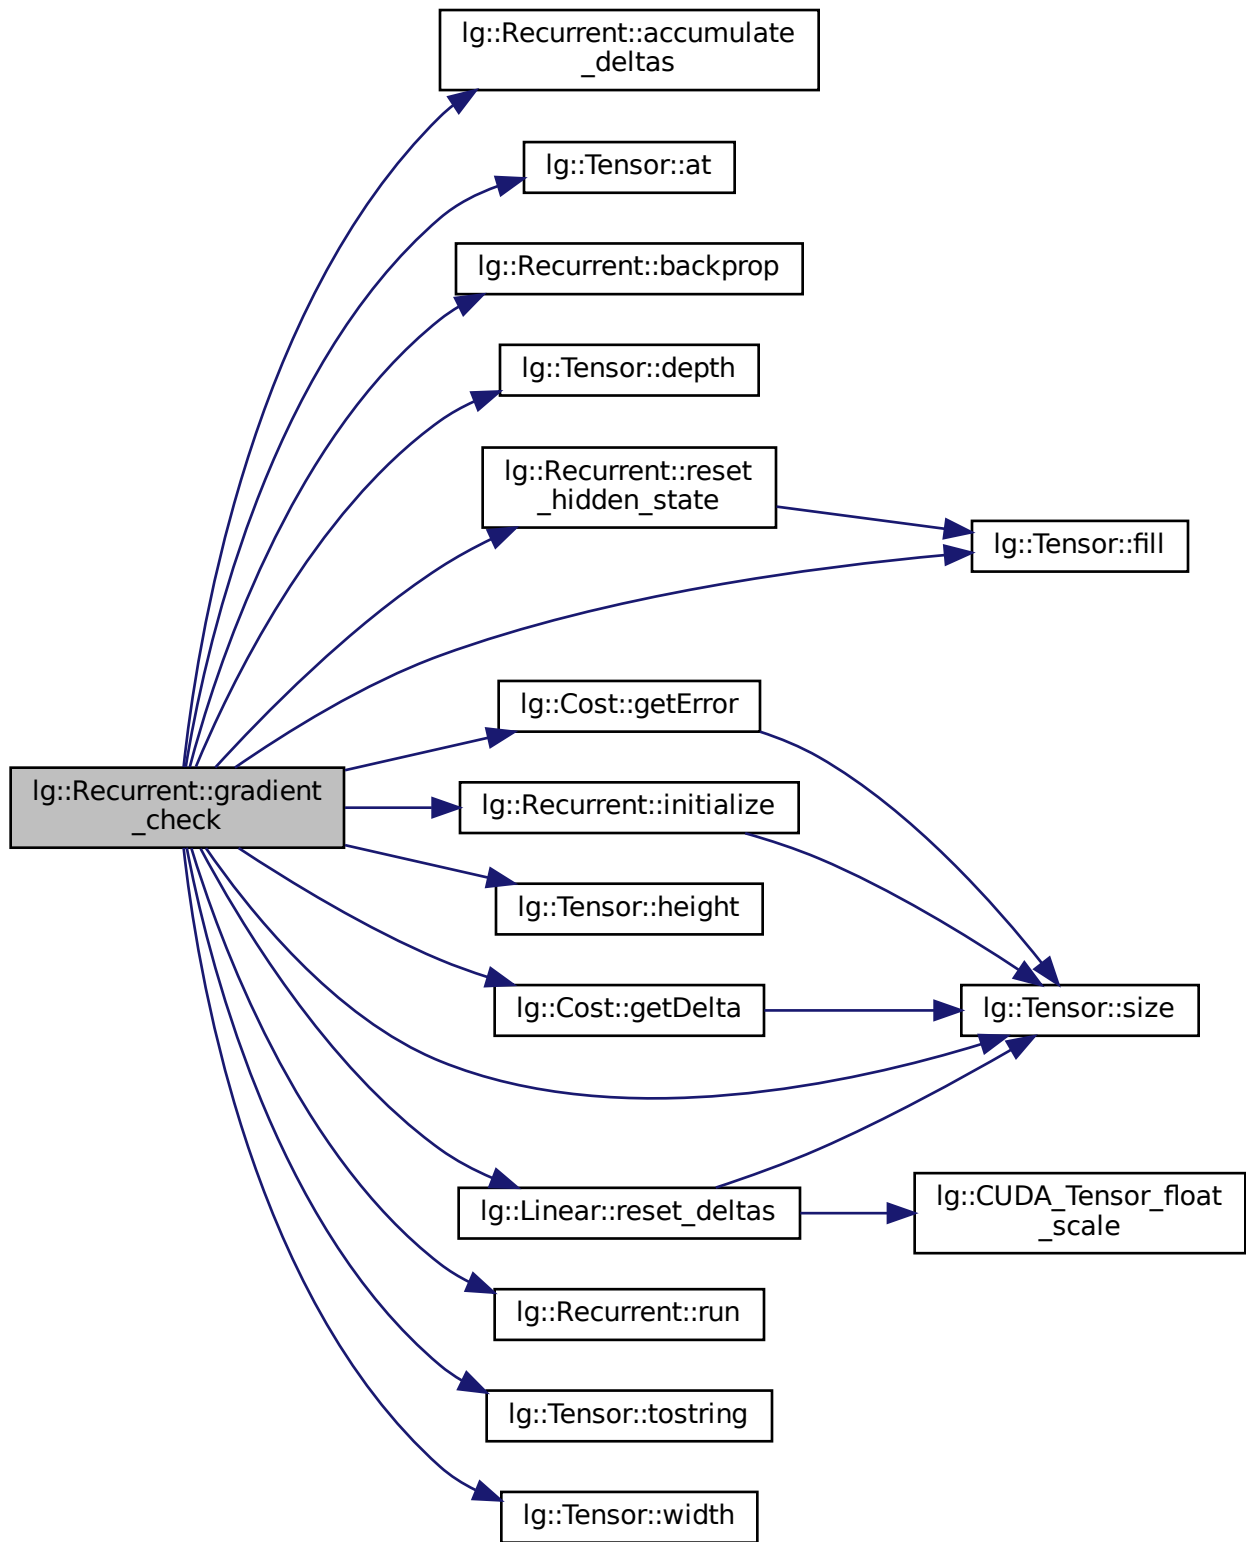 lg::Recurrent::accumulate
_deltas
lg::Tensor::at
lg::Recurrent::backprop
lg::Tensor::depth
lg::Recurrent::reset
_hidden_state
lg::Tensor::fill
lg::Cost::getError
lg::Recurrent::gradient
_check
lg::Recurrent::initialize
lg::Tensor::height
lg::Cost::getDelta
lg::Tensor::size
lg::Linear::reset_deltas
lg::CUDA_Tensor_float
_scale
lg::Recurrent::run
lg::Tensor::tostring
lg::Tensor::width